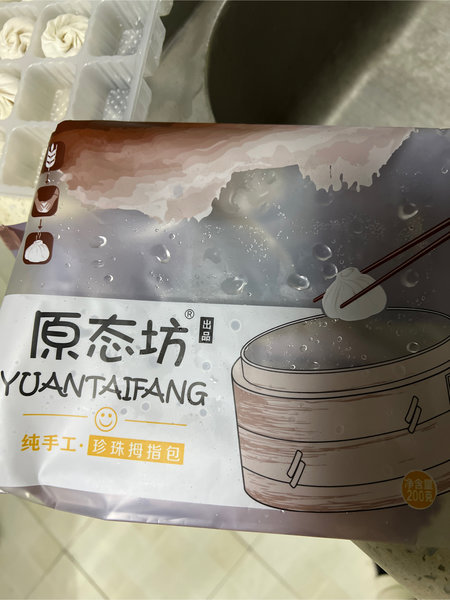 原态坊®
出品
YUANTAIFANG
纯手工·珍珠拇指包
净含量
200克